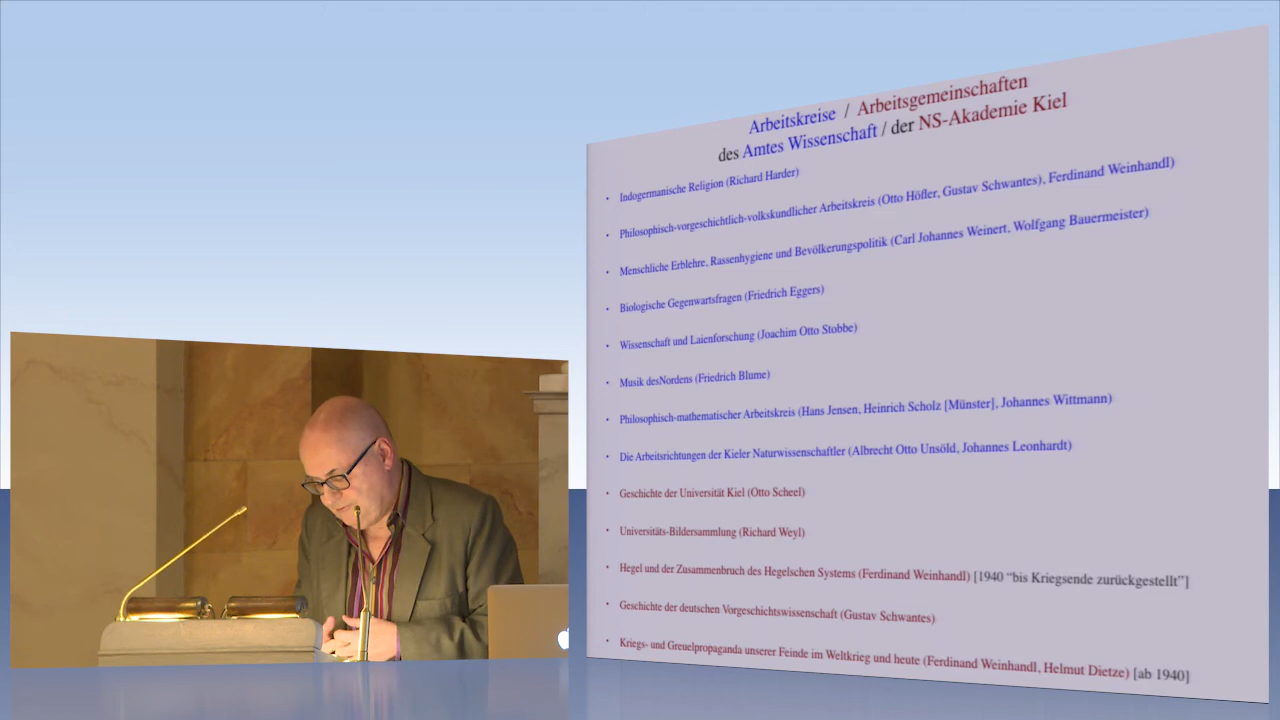 Arbeitskreise / Arbeitsgemeinschaften
des Amtes Wissenschaft / der NS-Akademie Kiel
• Indogermanische Religion (Richard Harder)
• Philosophisch-vorgeschichtlich-volkskundlicher Arbeitskreis (Otto Höfler, Gustav Schwantes), Ferdinand Weinhandl)
• Menschliche Erblehre, Rassenhygiene und Bevölkerungspolitik (Carl Johannes Weinert, Wolfgang Bauermeister)
• Biologische Gegenwartsfragen (Friedrich Eggers)
• Wissenschaft und Laienforschung (Joachim Otto Stobbe)
• Musik desNordens (Friedrich Blume)
• Philosophisch-mathematischer Arbeitskreis (Hans Jensen, Heinrich Scholz [Münster], Johannes Wittmann)
• Die Arbeitsrichtungen der Kieler Naturwissenschaftler (Albrecht Otto Unsöld, Johannes Leonhardt)
• Geschichte der Universität Kiel (Otto Scheel)
• Universitäts-Bildersammlung (Richard Weyl)
• Hegel und der Zusammenbruch des Hegelschen Systems (Ferdinand Weinhandl) [1940 “bis Kriegsende zurückgestellt”]
• Geschichte der deutschen Vorgeschichtswissenschaft (Gustav Schwantes)
• Kriegs- und Greuelpropaganda unserer Feinde im Weltkrieg und heute (Ferdinand Weinhandl, Helmut Dietze) [ab 1940]